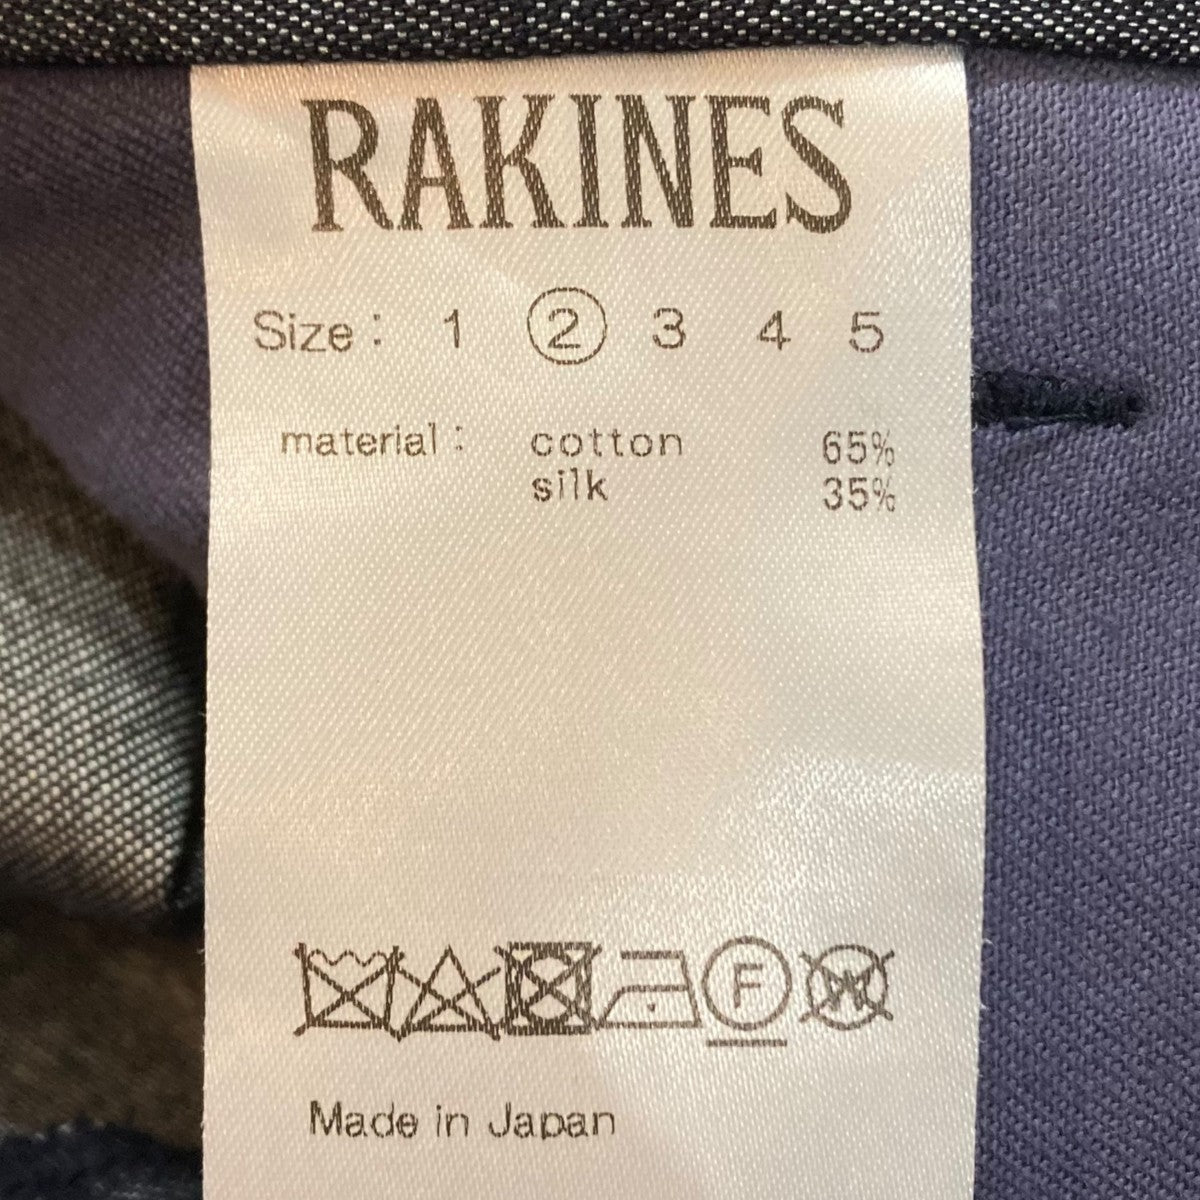 RAKINES
Size : 1 2 3 4 5
material : cotton 65%
silk 35%
F
W
Made in Japan